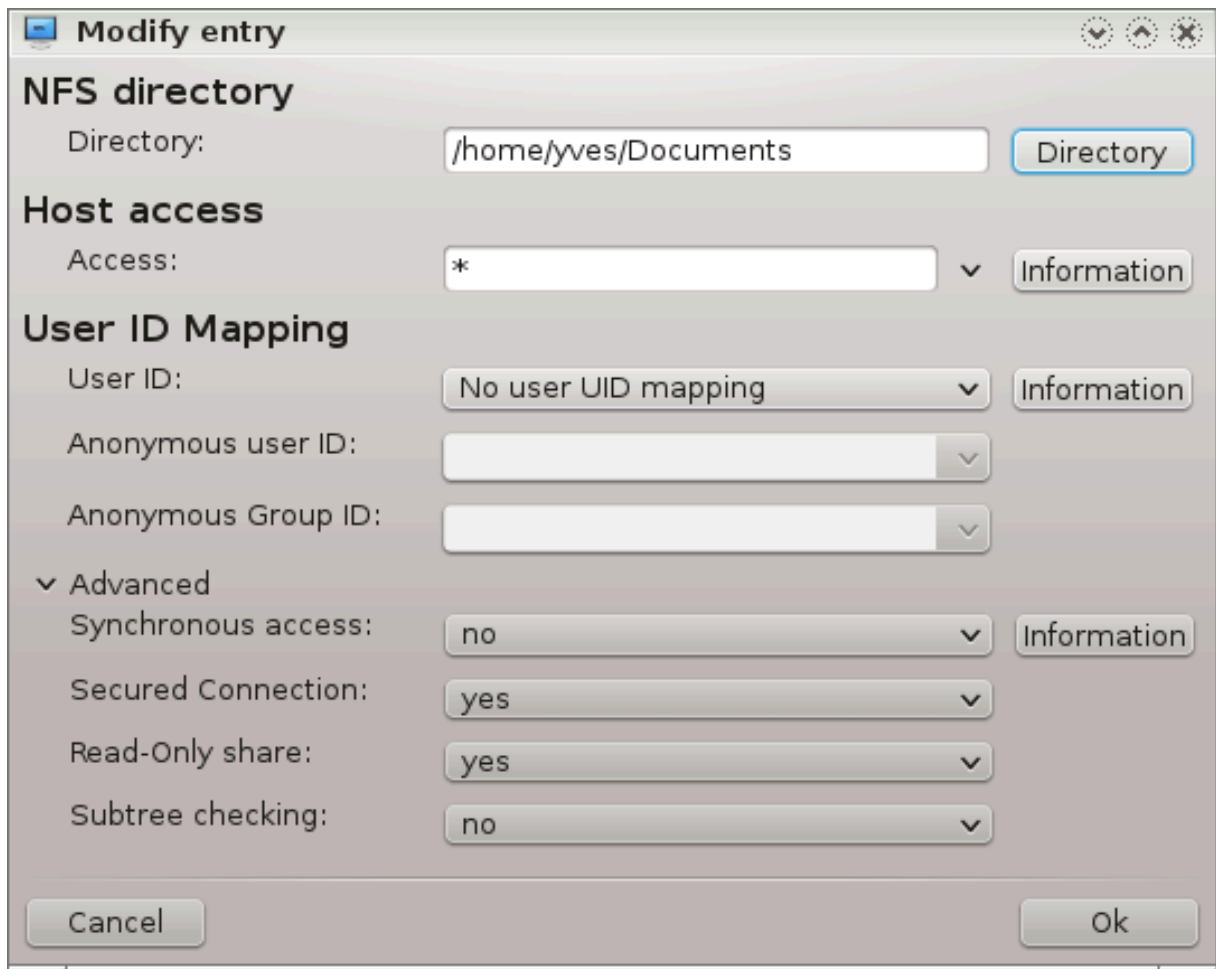 Modify entry
NFS directory
Directory: /home/yves/Documents Directory
Host access
Access: * Information
User ID Mapping
User ID: No user UID mapping Information
Anonymous user ID:
Anonymous Group ID:
Advanced
Synchronous access: no Information
Secured Connection: yes
Read-Only share: yes
Subtree checking: no
Cancel Ok